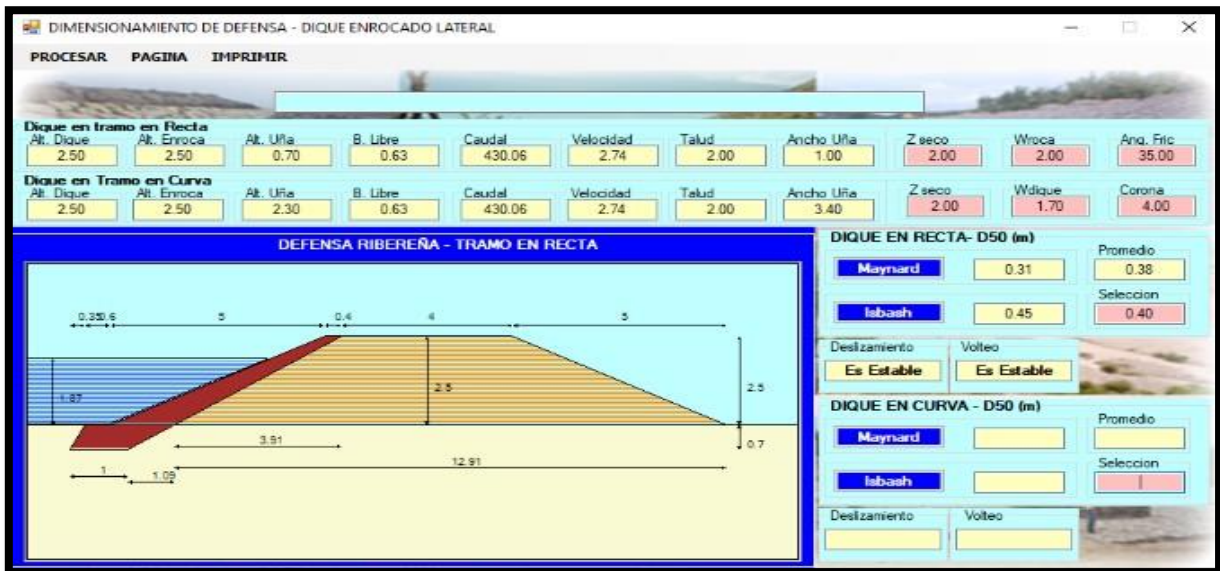 DIMENSIONAMIENTO DE DEFENSA - DIQUE ENROCADO LATERAL
PROCESAR PAGINA IMPRIMIR
Dique en tramo en Recta
Alt. Dique Alt. Enroca Alt. Uña B. Libre Caudal Velocidad Talud Ancho Uña Z seco Wroca Ang. Fric
2.50 2.50 0.70 0.63 430.06 2.74 2.00 1.00 2.00 2.00 35.00
Dique en Tramo en Curva
Alt. Dique Alt. Enroca Alt. Uña B. Libre Caudal Velocidad Talud Ancho Uña Z seco Wdique Corona
2.50 2.50 2.30 0.63 430.06 2.74 2.00 3.40 2.00 1.70 4.00
DEFENSA RIBEREÑA - TRAMO EN RECTA
0.35 0.6 5 0.4 4 5
1.87 2.5 2.5
0.7
3.91
12.91
1 1.09
DIQUE EN RECTA- D50 (m)
Promedio
Maynard 0.31 0.38
Seleccion
Isbash 0.45 0.40
Deslizamiento Volteo
Es Estable Es Estable
DIQUE EN CURVA - D50 (m)
Promedio
Maynard
Seleccion
Isbash
Deslizamiento Volteo